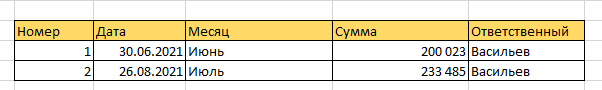 Номер Дата Месяц Сумма Ответственный
1 30.06.2021 Июнь 200 023 Васильев
2 26.08.2021 Июль 233 485 Васильев